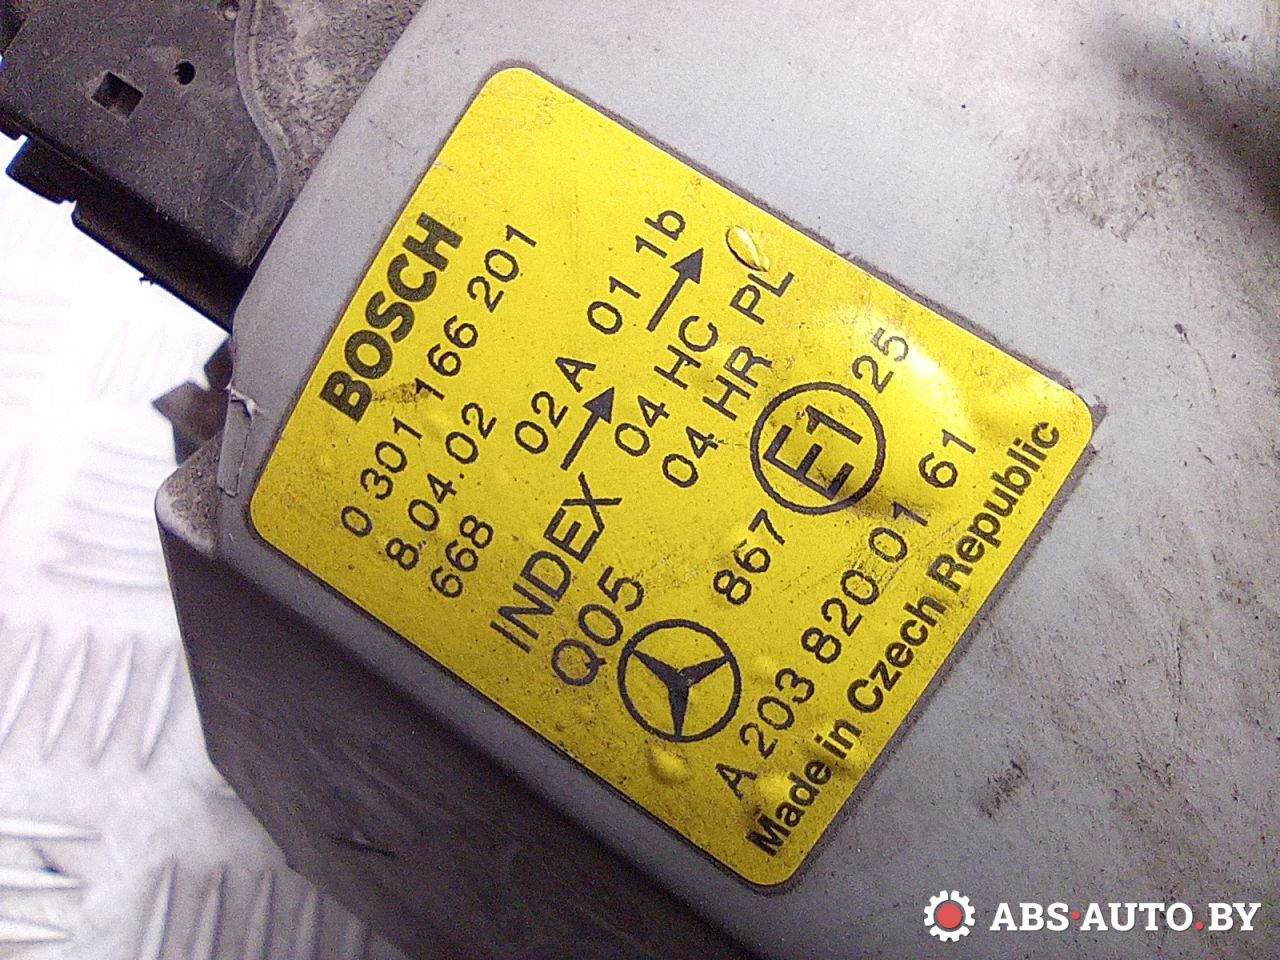 BOSCH
0 301 166 201
8.04.02
668 02 A 01 1b
INDEX 04 HC PL
Q05 04 HR
867 E1 25
A 203 820 01 61
Made in Czech Republic
ABS·AUTO.BY